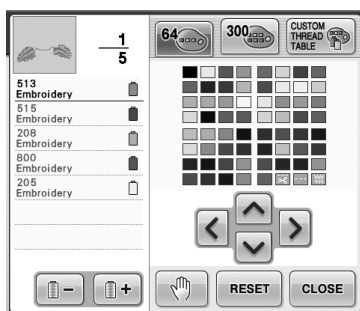 1
5
64
300
CUSTOM
THREAD
TABLE
513
Embroidery
515
Embroidery
208
Embroidery
800
Embroidery
205
Embroidery
RESET
CLOSE